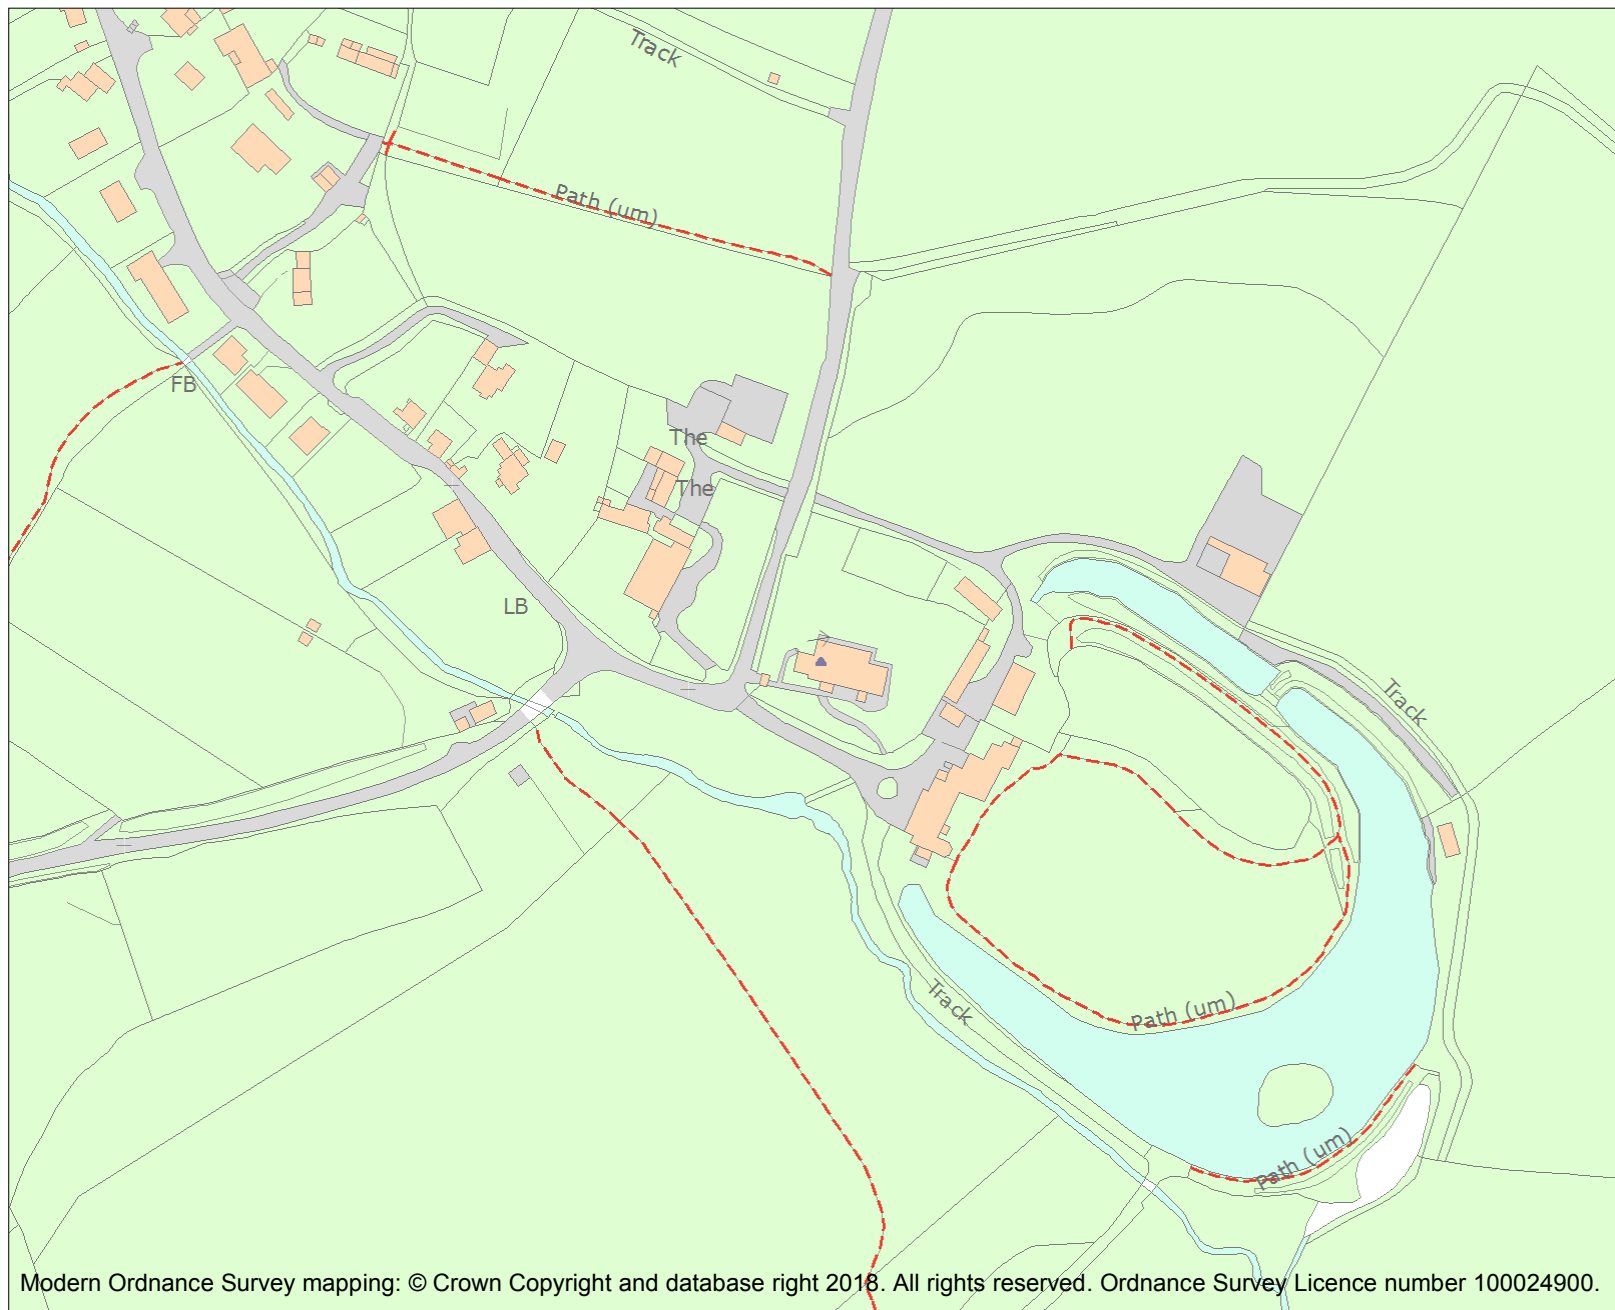 Track
Path (um)
FB
The
The
LB
Track
Track
Path (um)
Path (um)
Modern Ordnance Survey mapping: © Crown Copyright and database right 2018. All rights reserved. Ordnance Survey Licence number 100024900.